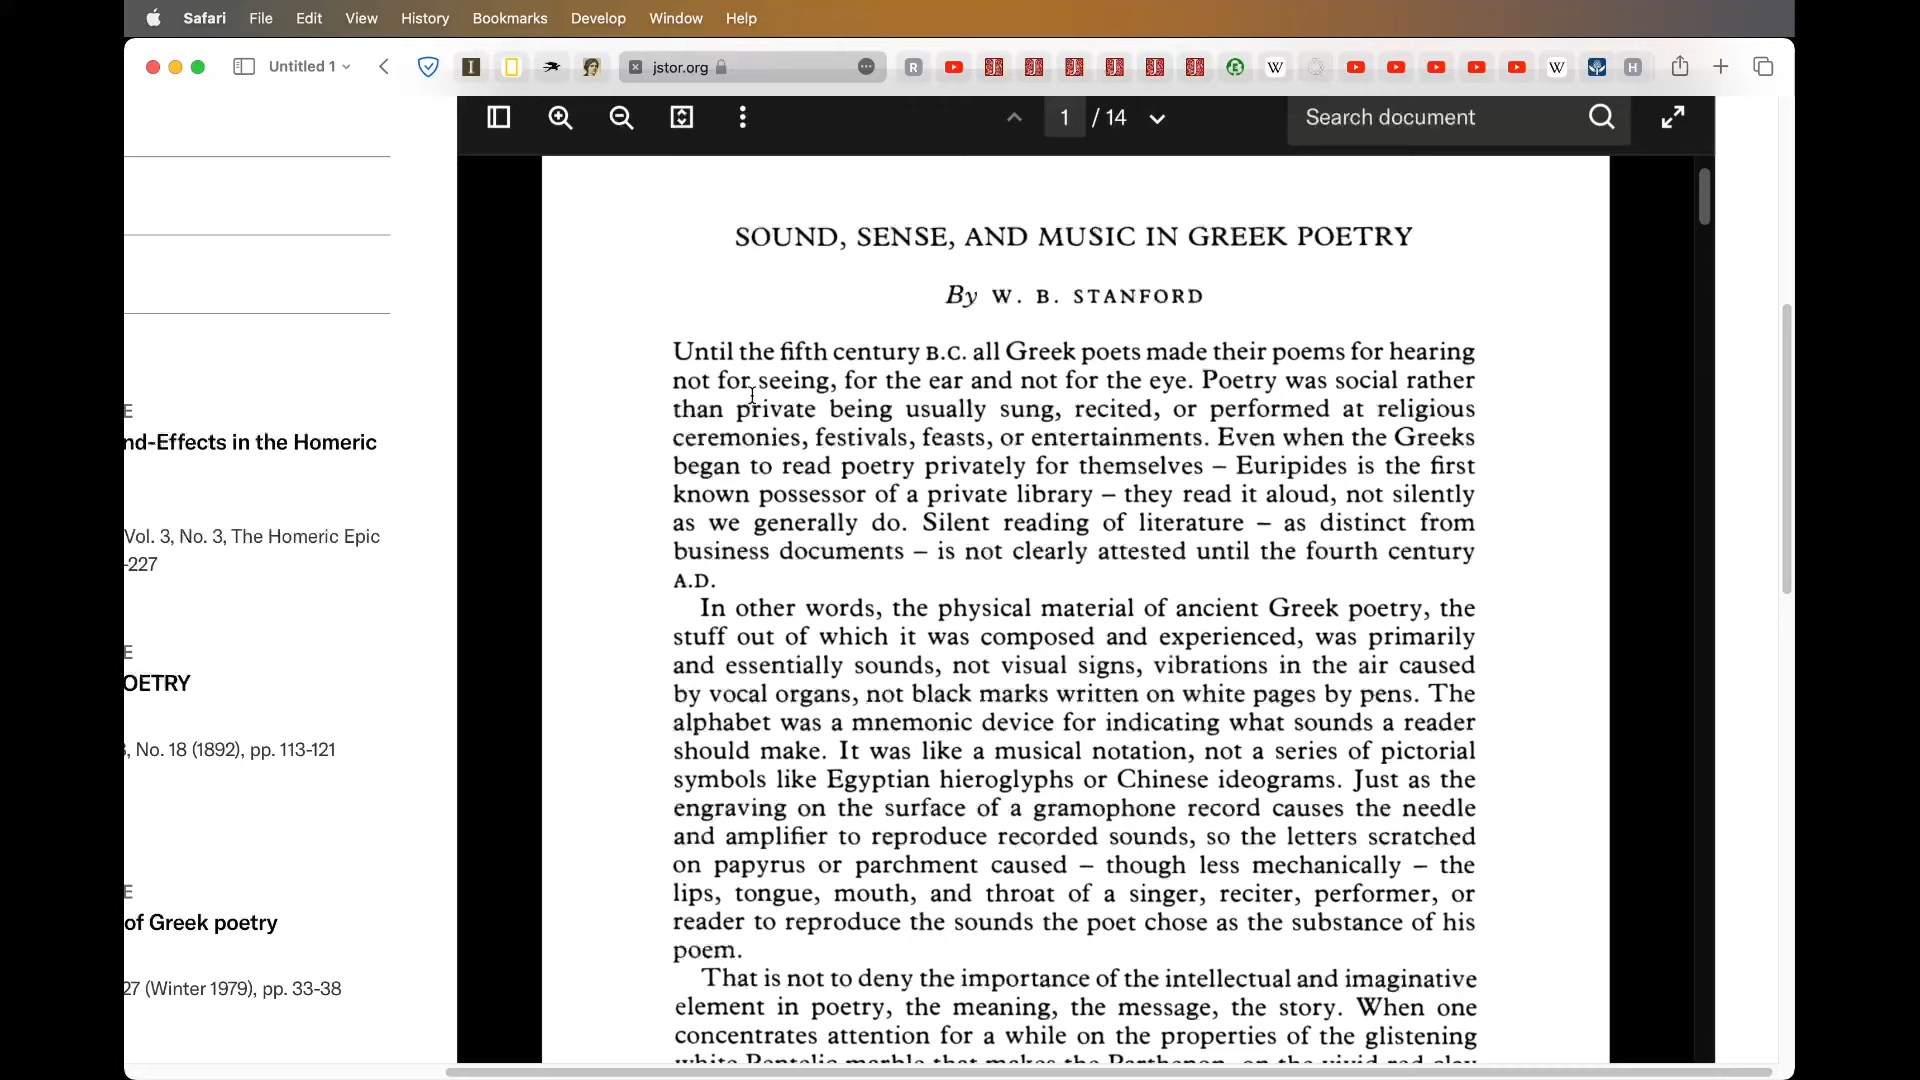 Safari File Edit View History Bookmarks Develop Window Help
Untitled 1 jstor.org R W W H
1 / 14 Search document
SOUND, SENSE, AND MUSIC IN GREEK POETRY
By W. B. STANFORD
Until the fifth century B.C. all Greek poets made their poems for hearing
not for seeing, for the ear and not for the eye. Poetry was social rather
than private being usually sung, recited, or performed at religious
ceremonies, festivals, feasts, or entertainments. Even when the Greeks
began to read poetry privately for themselves – Euripides is the first
known possessor of a private library – they read it aloud, not silently
as we generally do. Silent reading of literature – as distinct from
business documents – is not clearly attested until the fourth century
A.D.
In other words, the physical material of ancient Greek poetry, the
stuff out of which it was composed and experienced, was primarily
and essentially sounds, not visual signs, vibrations in the air caused
by vocal organs, not black marks written on white pages by pens. The
alphabet was a mnemonic device for indicating what sounds a reader
should make. It was like a musical notation, not a series of pictorial
symbols like Egyptian hieroglyphs or Chinese ideograms. Just as the
engraving on the surface of a gramophone record causes the needle
and amplifier to reproduce recorded sounds, so the letters scratched
on papyrus or parchment caused – though less mechanically – the
lips, tongue, mouth, and throat of a singer, reciter, performer, or
reader to reproduce the sounds the poet chose as the substance of his
poem.
That is not to deny the importance of the intellectual and imaginative
element in poetry, the meaning, the message, the story. When one
concentrates attention for a while on the properties of the glistening
white Pentelic marble that makes the Parthenon, on the vivid red clay
E
nd-Effects in the Homeric
Vol. 3, No. 3, The Homeric Epic
-227
E
OETRY
, No. 18 (1892), pp. 113-121
E
of Greek poetry
27 (Winter 1979), pp. 33-38